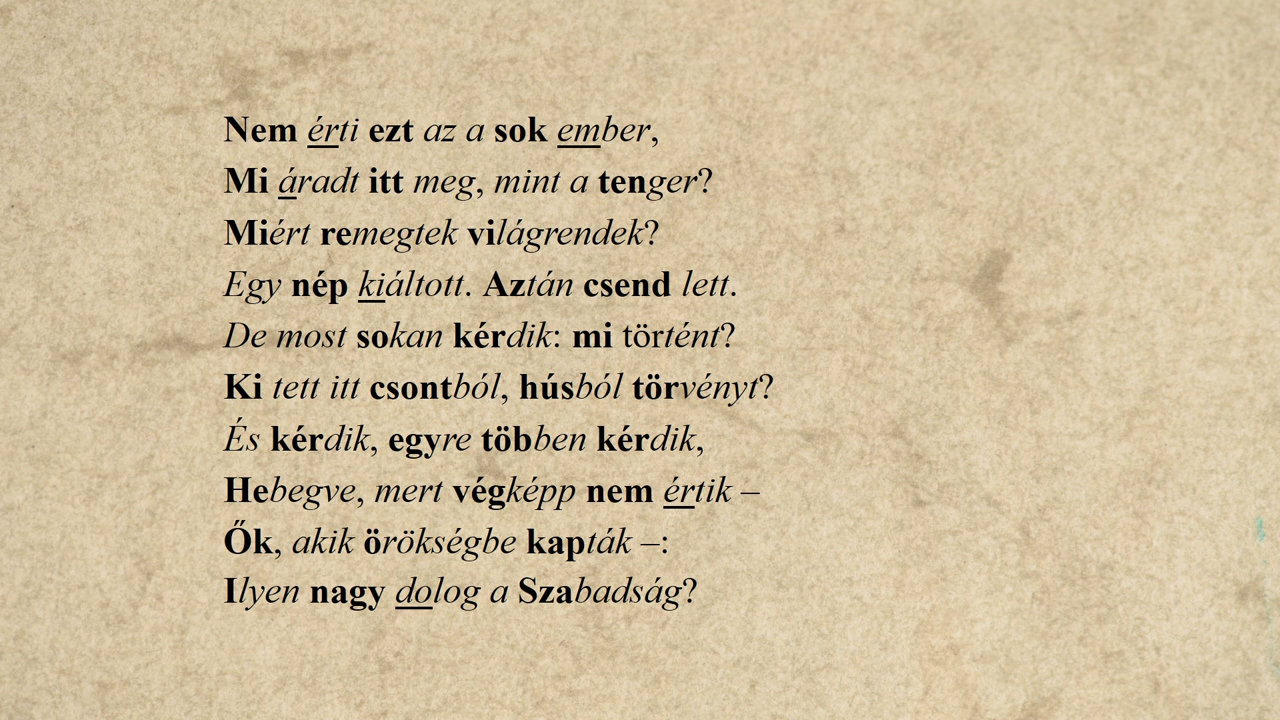 Nem érti ezt az a sok ember,
Mi áradt itt meg, mint a tenger?
Miért remegtek világrendek?
Egy nép kiáltott. Aztán csend lett.
De most sokan kérdik: mi történt?
Ki tett itt csontból, húsból törvényt?
És kérdik, egyre többen kérdik,
Hebegve, mert végképp nem értik –
Ők, akik örökségbe kapták –:
Ilyen nagy dolog a Szabadság?